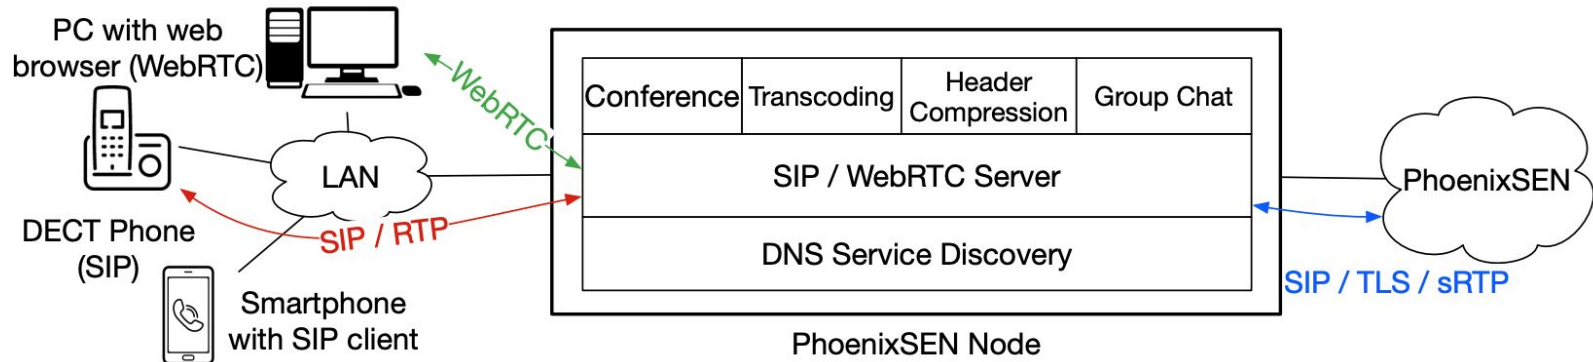 PC with web
browser (WebRTC)
DECT Phone
(SIP)
Smartphone
with SIP client
LAN
WebRTC
SIP / RTP
Conference
Transcoding
Header
Compression
Group Chat
SIP / WebRTC Server
DNS Service Discovery
PhoenixSEN Node
PhoenixSEN
SIP / TLS / sRTP